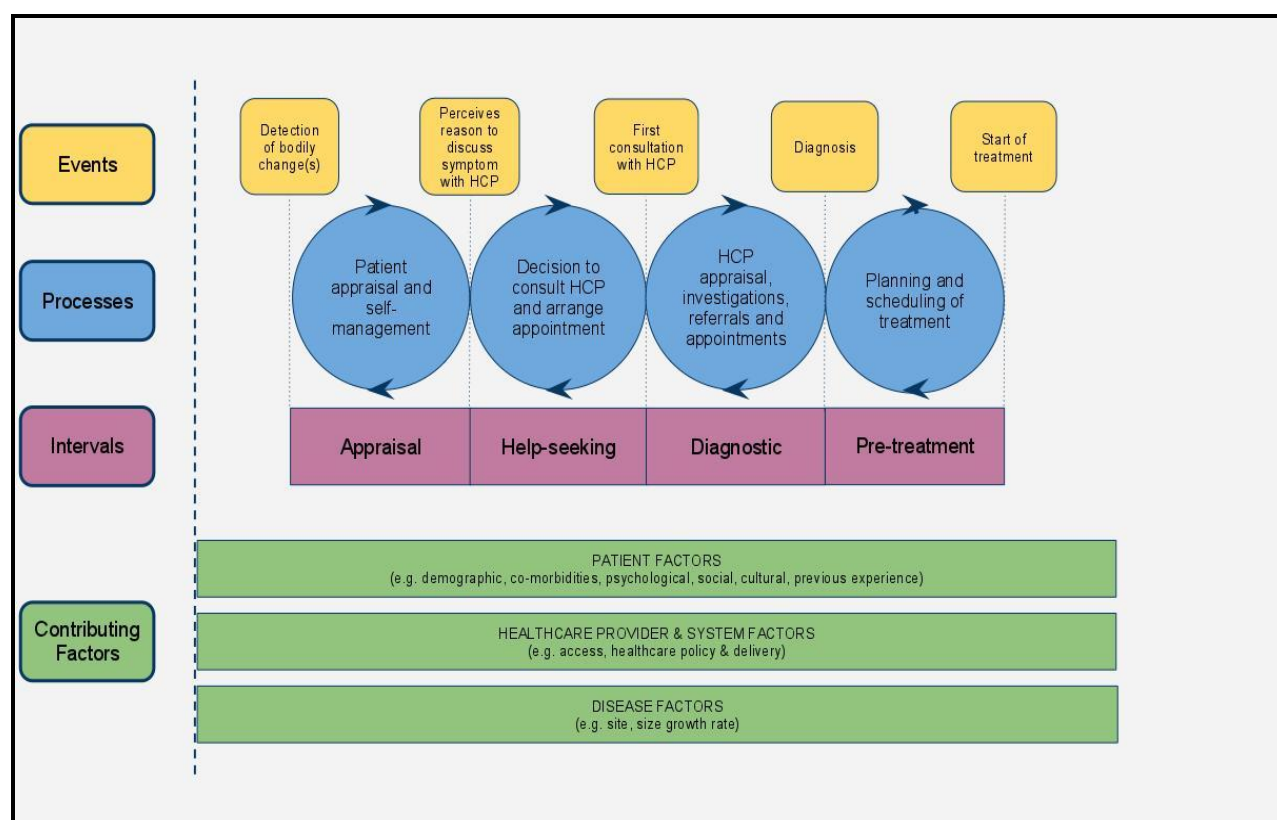 Events
Detection
of bodily
change(s)
Perceives
reason to
discuss
symptom
with HCP
First
consultation
with HCP
Diagnosis
Start of
treatment
Processes
Patient
appraisal and
self-
management
Decision to
consult HCP
and arrange
appointment
HCP
appraisal,
investigations,
referrals and
appointments
Planning and
scheduling of
treatment
Intervals
Appraisal
Help-seeking
Diagnostic
Pre-treatment
Contributing
Factors
PATIENT FACTORS
(e.g. demographic, co-morbidities, psychological, social, cultural, previous experience)
HEALTHCARE PROVIDER & SYSTEM FACTORS
(e.g. access, healthcare policy & delivery)
DISEASE FACTORS
(e.g. site, size growth rate)